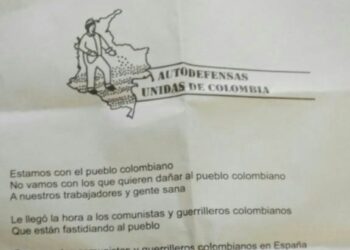 AUTODEFENSAS
UNIDAS DE COLOMBIA
Estamos con el pueblo colombiano
No vamos con los que quieren dañar al pueblo colombiano
A nuestros trabajadores y gente sana
Le llegó la hora a los comunistas y guerrilleros colombianos
Que están fastidiando al pueblo
comunistas y guerrilleros colombianos en España